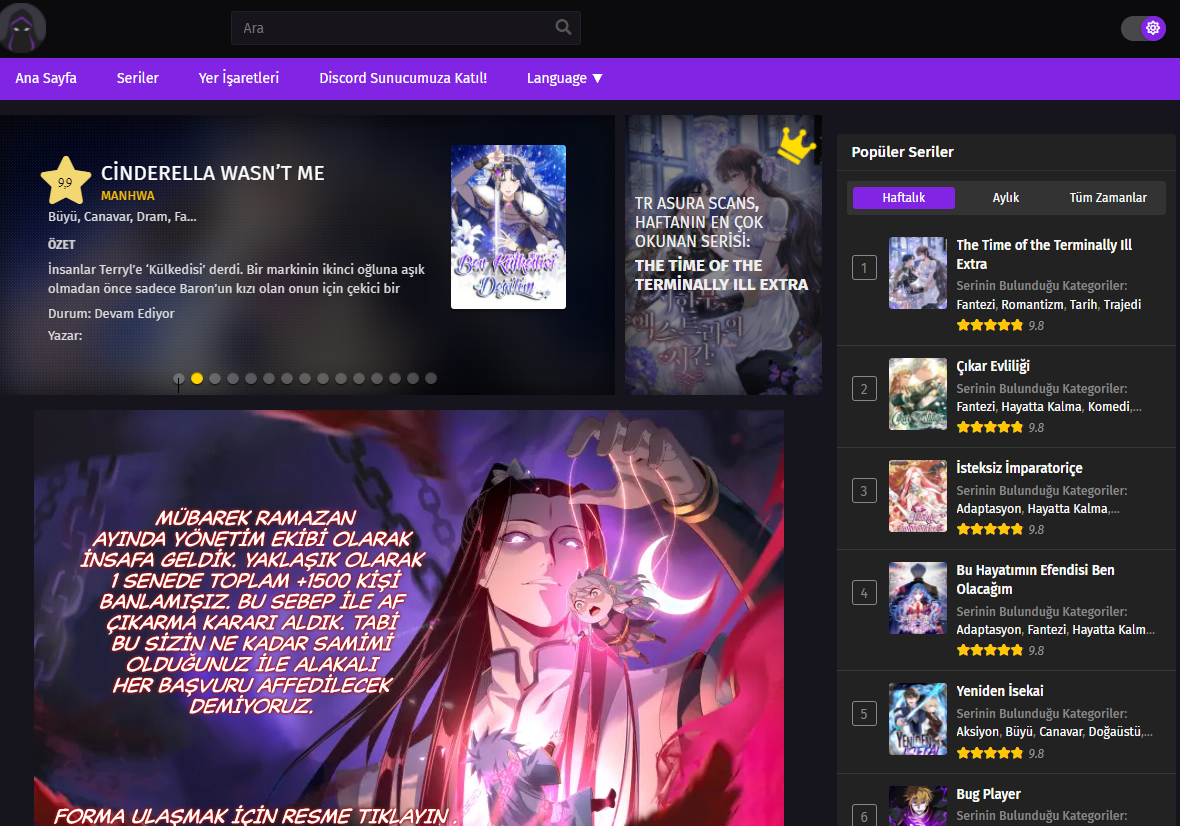 Ara
Ana Sayfa
Seriler
Yer İşaretleri
Discord Sunucumuza Katıl!
Language ▼
9.9
CİNDERELLA WASN’T ME
MANHWA
Büyü, Canavar, Dram, Fa...
ÖZET
İnsanlar Terryl’e ‘Külkedisi’ derdi. Bir markinin ikinci oğluna aşık
olmadan önce sadece Baron’un kızı olan onun için çekici bir
Durum: Devam Ediyor
Yazar:
Ben Külkedisi
Değilim
TR ASURA SCANS,
HAFTANIN EN ÇOK
OKUNAN SERİSİ:
THE TİME OF THE
TERMİNALLY ILL EXTRA
엑스트라의
시간
MÜBAREK RAMAZAN
AYINDA YÖNETİM EKİBİ OLARAK
İNSAFA GELDİK. YAKLAŞIK OLARAK
1 SENEDE TOPLAM +1500 KİŞİ
BANLAMIŞIZ. BU SEBEP İLE AF
ÇIKARMA KARARI ALDIK. TABİ
BU SİZİN NE KADAR SAMİMİ
OLDUĞUNUZ İLE ALAKALI
HER BAŞVURU AFFEDİLECEK
DEMİYORUZ.
FORMA ULAŞMAK İÇİN RESME TIKLAYIN .
Popüler Seriler
Haftalık
Aylık
Tüm Zamanlar
1
The Time of the Terminally Ill
Extra
Serinin Bulunduğu Kategoriler:
Fantezi, Romantizm, Tarih, Trajedi
9.8
2
Çıkar Evliliği
Serinin Bulunduğu Kategoriler:
Fantezi, Hayatta Kalma, Komedi,...
9.8
3
İsteksiz İmparatoriçe
Serinin Bulunduğu Kategoriler:
Adaptasyon, Hayatta Kalma,...
9.8
4
Bu Hayatımın Efendisi Ben
Olacağım
Serinin Bulunduğu Kategoriler:
Adaptasyon, Fantezi, Hayatta Kalm...
9.8
5
Yeniden İsekai
Serinin Bulunduğu Kategoriler:
Aksiyon, Büyü, Canavar, Doğaüstü,...
9.8
6
Bug Player
Serinin Bulunduğu Kategoriler: